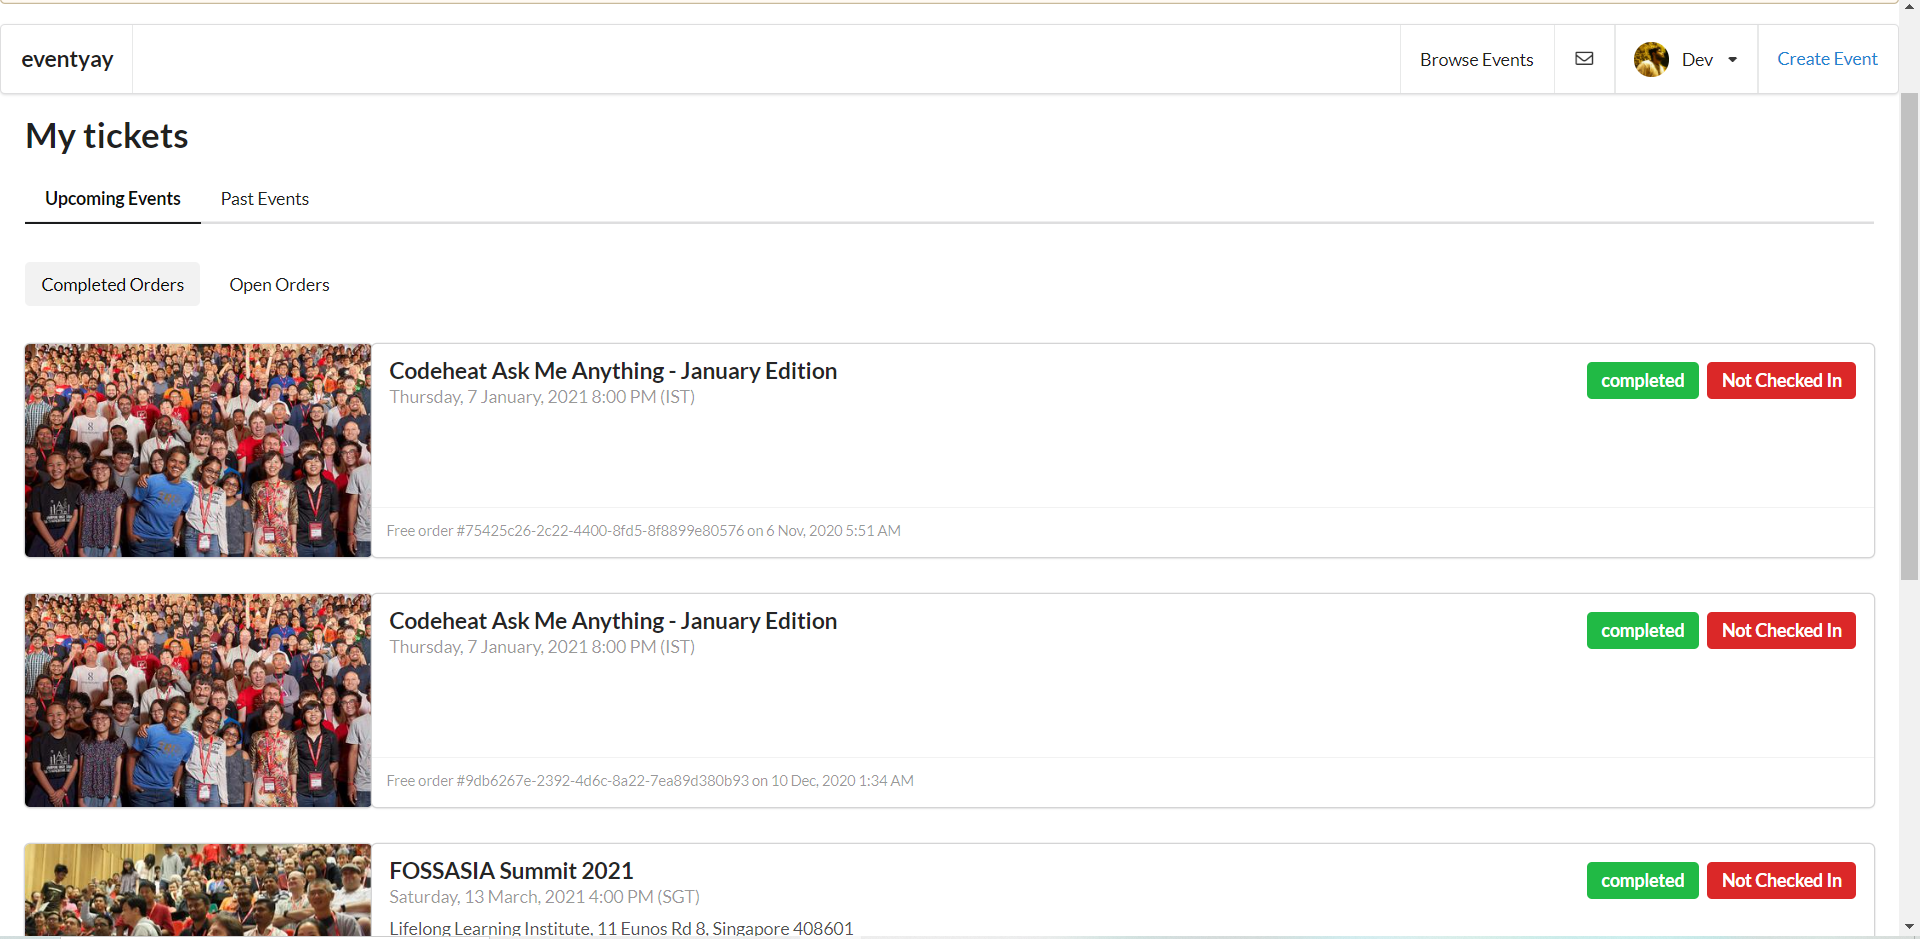 eventyay
Browse Events
Dev
Create Event
My tickets
Upcoming Events
Past Events
Completed Orders
Open Orders
Codeheat Ask Me Anything - January Edition
completed
Not Checked In
Thursday, 7 January, 2021 8:00 PM (IST)
Free order #75425c26-2c22-4400-8fd5-8f8899e80576 on 6 Nov, 2020 5:51 AM
Codeheat Ask Me Anything - January Edition
completed
Not Checked In
Thursday, 7 January, 2021 8:00 PM (IST)
Free order #9db6267e-2392-4d6c-8a22-7ea89d380b93 on 10 Dec, 2020 1:34 AM
FOSSASIA Summit 2021
completed
Not Checked In
Saturday, 13 March, 2021 4:00 PM (SGT)
Lifelong Learning Institute, 11 Eunos Rd 8, Singapore 408601